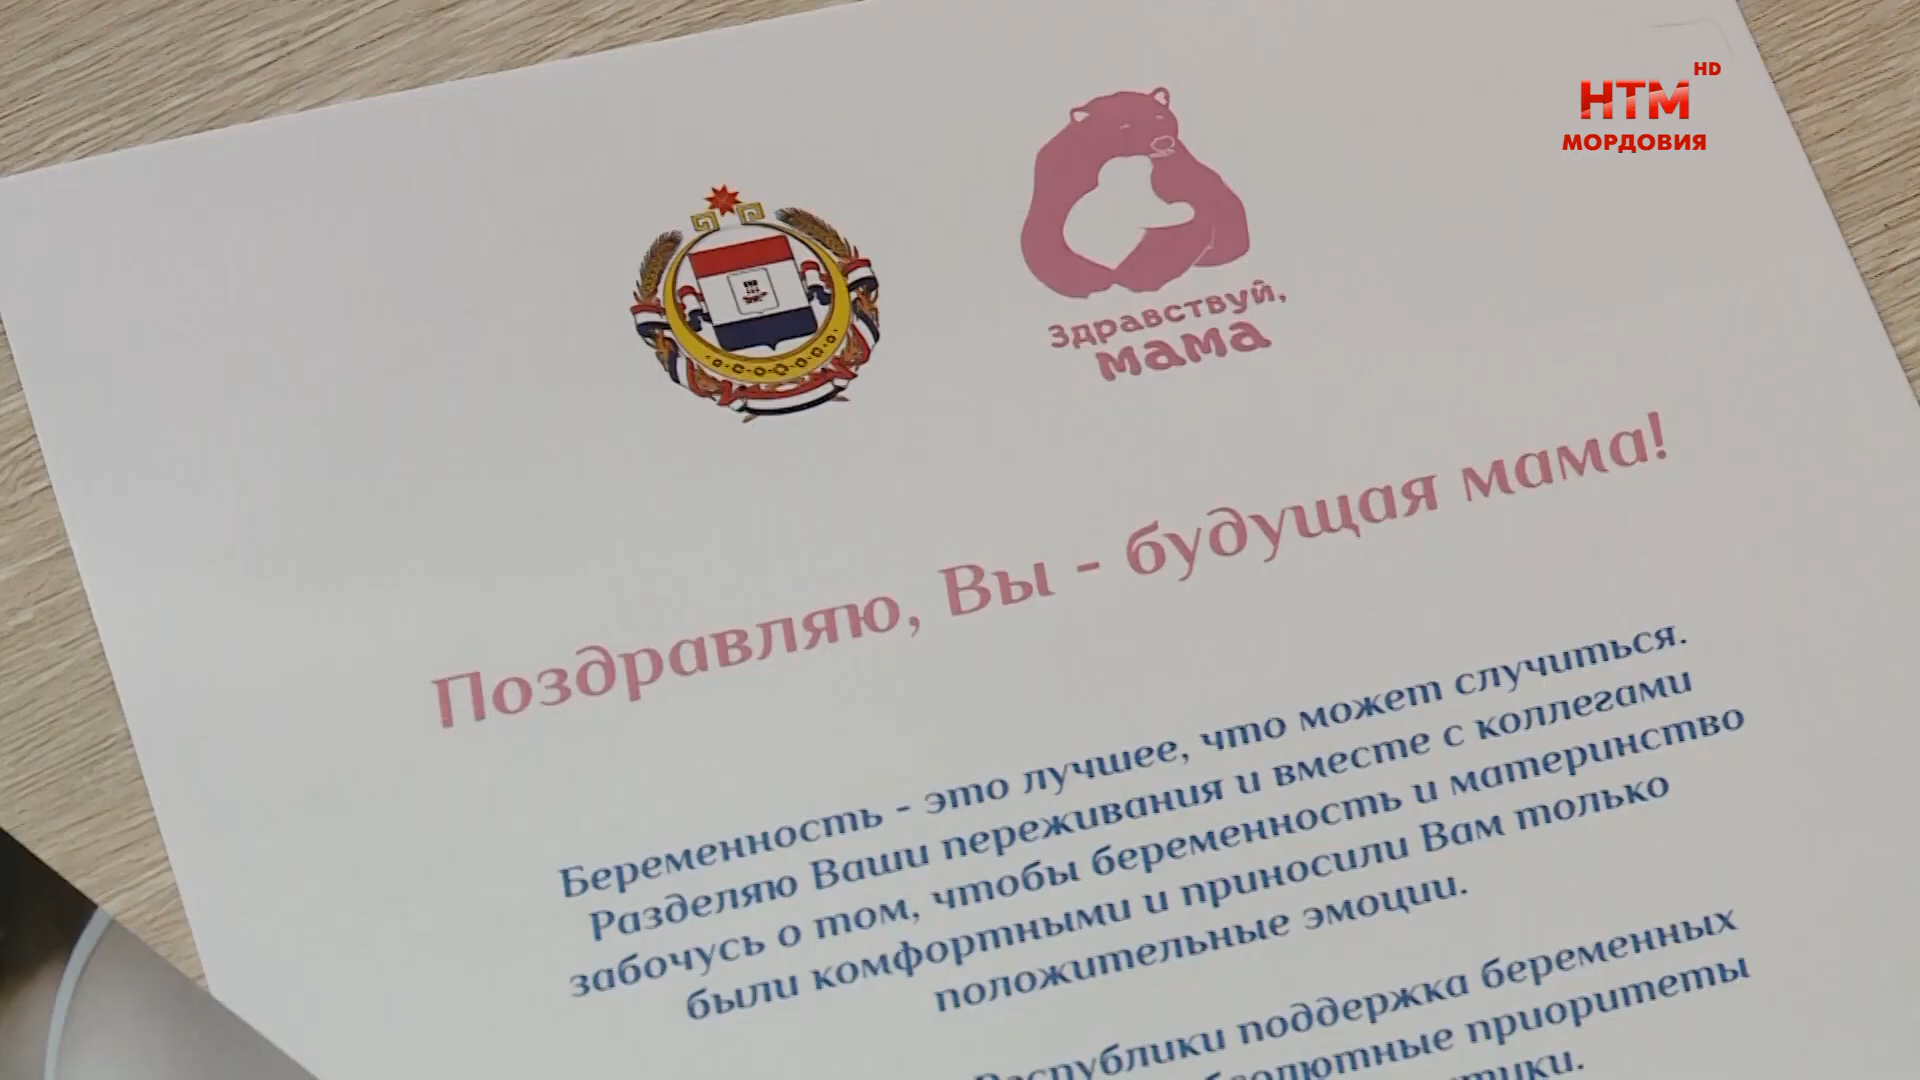 HD
НТМ
МОРДОВИЯ
Здравствуй,
мама
Поздравляю, Вы - будущая мама!
Беременность - это лучшее, что может случиться.
Разделяю Ваши переживания и вместе с коллегами
забочусь о том, чтобы беременность и материнство
были комфортными и приносили Вам только
положительные эмоции.
поддержка беременных
приоритеты